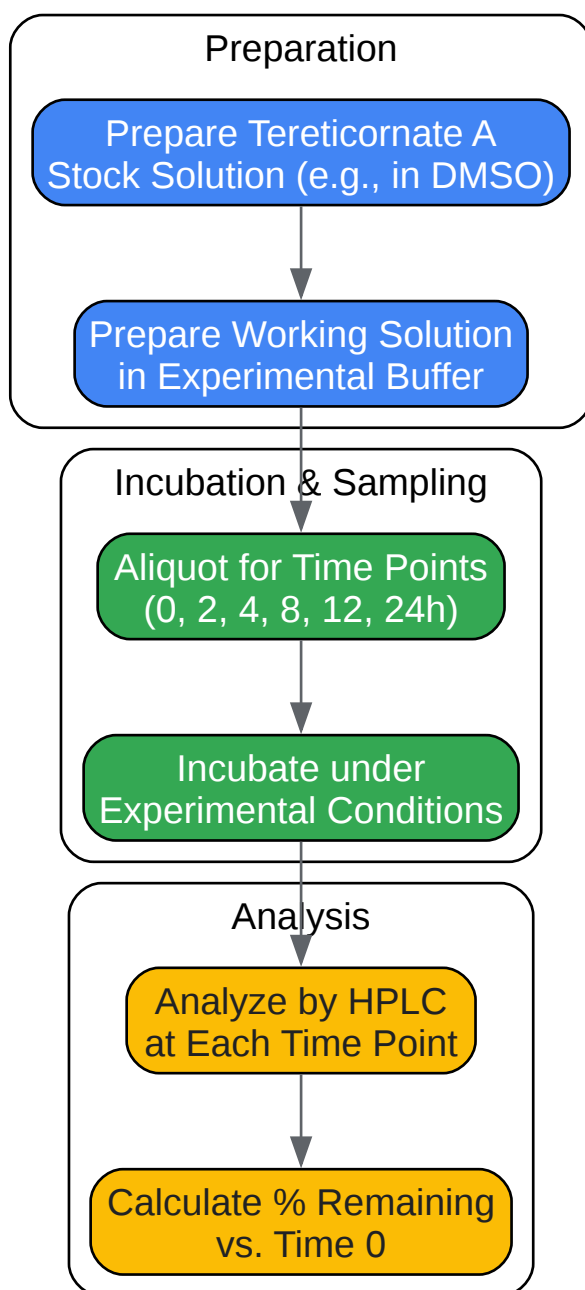 Preparation
Prepare Tereticornate A
Stock Solution (e.g., in DMSO)
Prepare Working Solution
in Experimental Buffer
Incubation & Sampling
Aliquot for Time Points
(0, 2, 4, 8, 12, 24h)
Incubate under
Experimental Conditions
Analysis
Analyze by HPLC
at Each Time Point
Calculate % Remaining
vs. Time 0